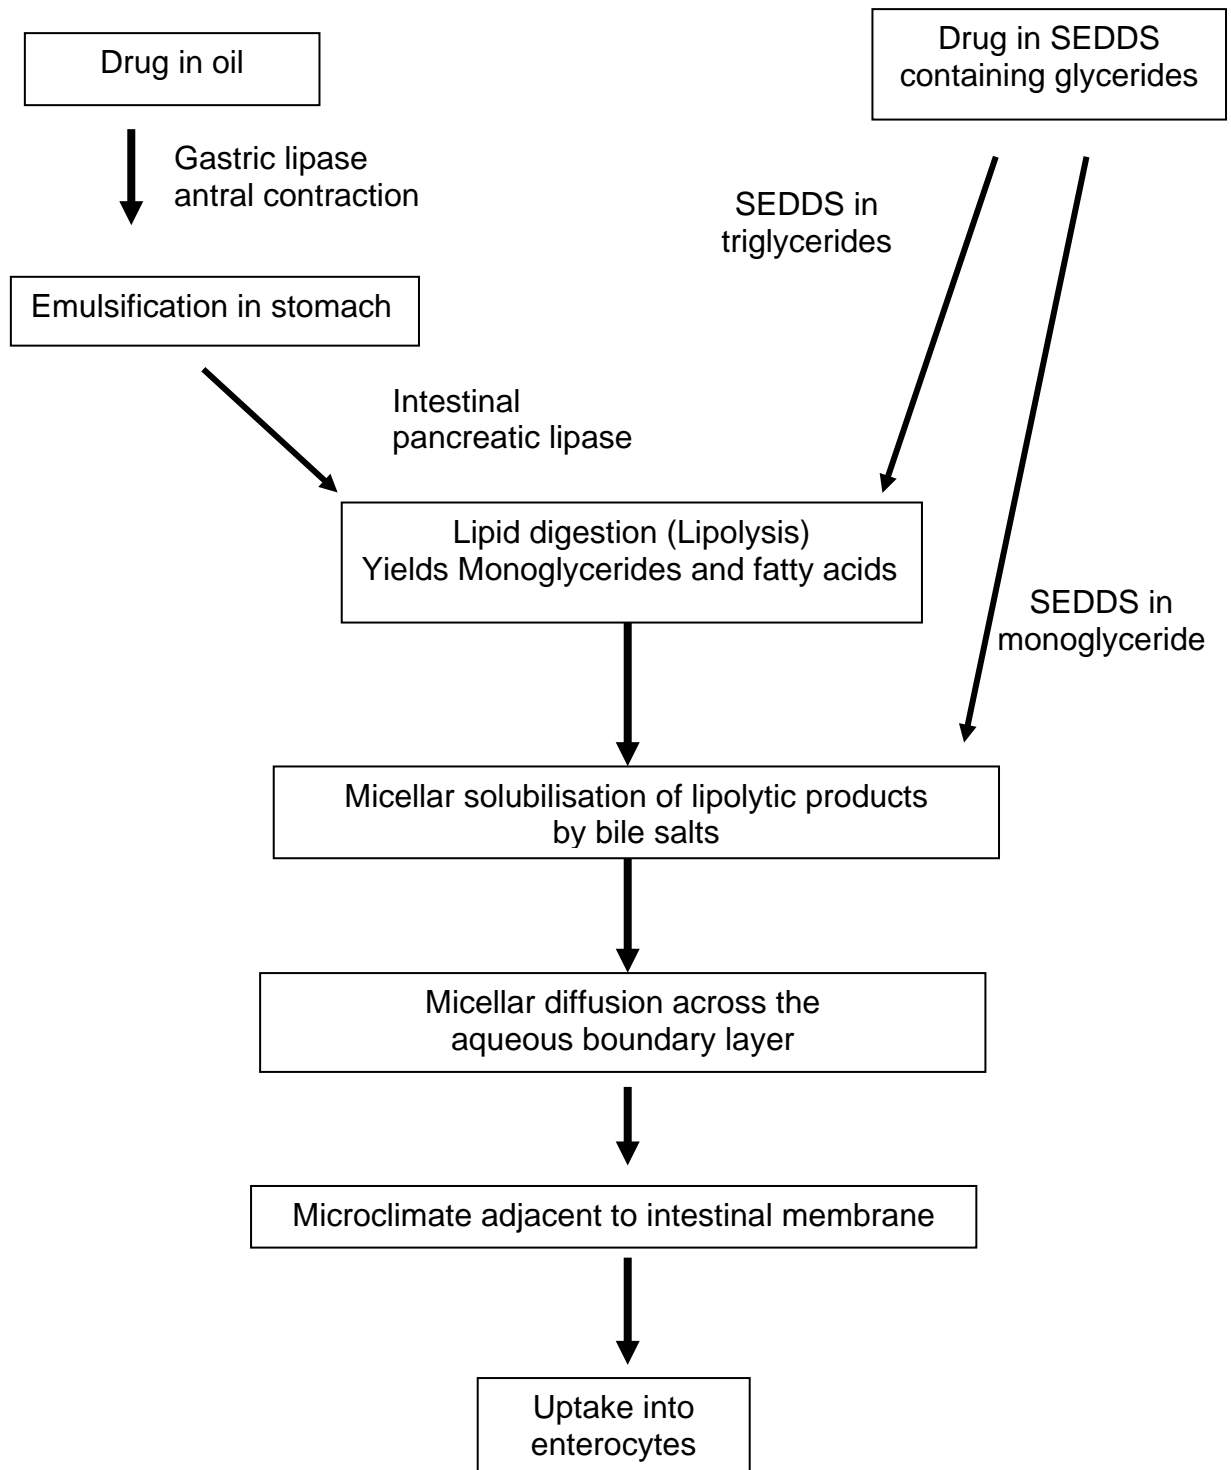 Drug in oil
Drug in SEDDS
containing glycerides
Gastric lipase
antral contraction
SEDDS in
triglycerides
Emulsification in stomach
Intestinal
pancreatic lipase
Lipid digestion (Lipolysis)
Yields Monoglycerides and fatty acids
SEDDS in
monoglyceride
Micellar solubilisation of lipolytic products
by bile salts
Micellar diffusion across the
aqueous boundary layer
Microclimate adjacent to intestinal membrane
Uptake into
enterocytes